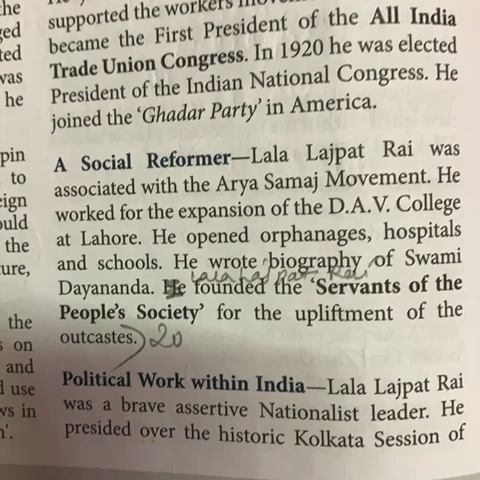 the
ged
ted
was
he
supported the workers
became the First President of the All India
Trade Union Congress. In 1920 he was elected
President of the Indian National Congress. He
joined the 'Ghadar Party' in America.
pin
to
eign
ould
the
ure,
A Social Reformer—Lala Lajpat Rai was
associated with the Arya Samaj Movement. He
worked for the expansion of the D.A.V. College
at Lahore. He opened orphanages, hospitals
and schools. He wrote biography of Swami
Lala Rai
Dayananda. He founded the 'Servants of the
People's Society' for the upliftment of the
outcastes. 20
the
s on
and
d use
ws in
n'.
Political Work within India—Lala Lajpat Rai
was a brave assertive Nationalist leader. He
presided over the historic Kolkata Session of